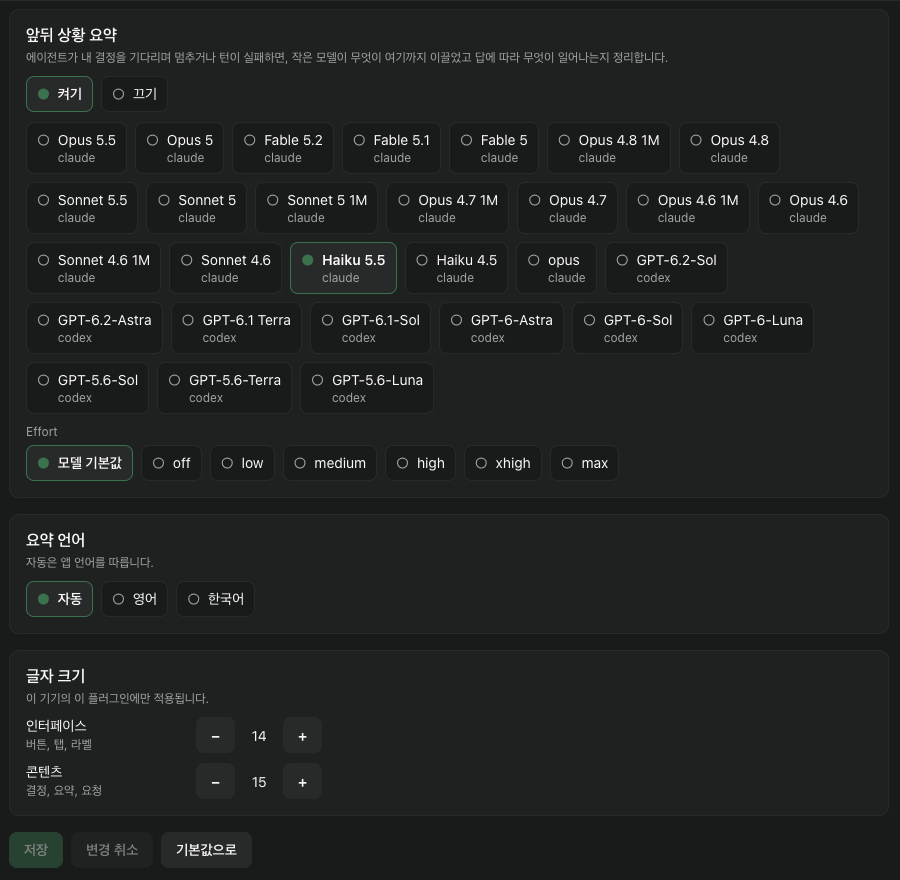 앞뒤 상황 요약
에이전트가 내 결정을 기다리며 멈추거나 턴이 실패하면, 작은 모델이 무엇이 여기까지 이끌었고 답에 따라 무엇이 일어나는지 정리합니다.
켜기 끄기
Opus 5.5 Opus 5 Fable 5.2 Fable 5.1 Fable 5 Opus 4.8 1M Opus 4.8
claude claude claude claude claude claude claude
Sonnet 5.5 Sonnet 5 Sonnet 5 1M Opus 4.7 1M Opus 4.7 Opus 4.6 1M Opus 4.6
claude claude claude claude claude claude claude
Sonnet 4.6 1M Sonnet 4.6 Haiku 5.5 Haiku 4.5 opus GPT-6.2-Sol
claude claude claude claude claude codex
GPT-6.2-Astra GPT-6.1 Terra GPT-6.1-Sol GPT-6-Astra GPT-6-Sol GPT-6-Luna
codex codex codex codex codex codex
GPT-5.6-Sol GPT-5.6-Terra GPT-5.6-Luna
codex codex codex
Effort
모델 기본값 off low medium high xhigh max
요약 언어
자동은 앱 언어를 따릅니다.
자동 영어 한국어
글자 크기
이 기기의 이 플러그인에만 적용됩니다.
인터페이스
버튼, 탭, 라벨
− 14 +
콘텐츠
결정, 요약, 요청
− 15 +
저장 변경 취소 기본값으로